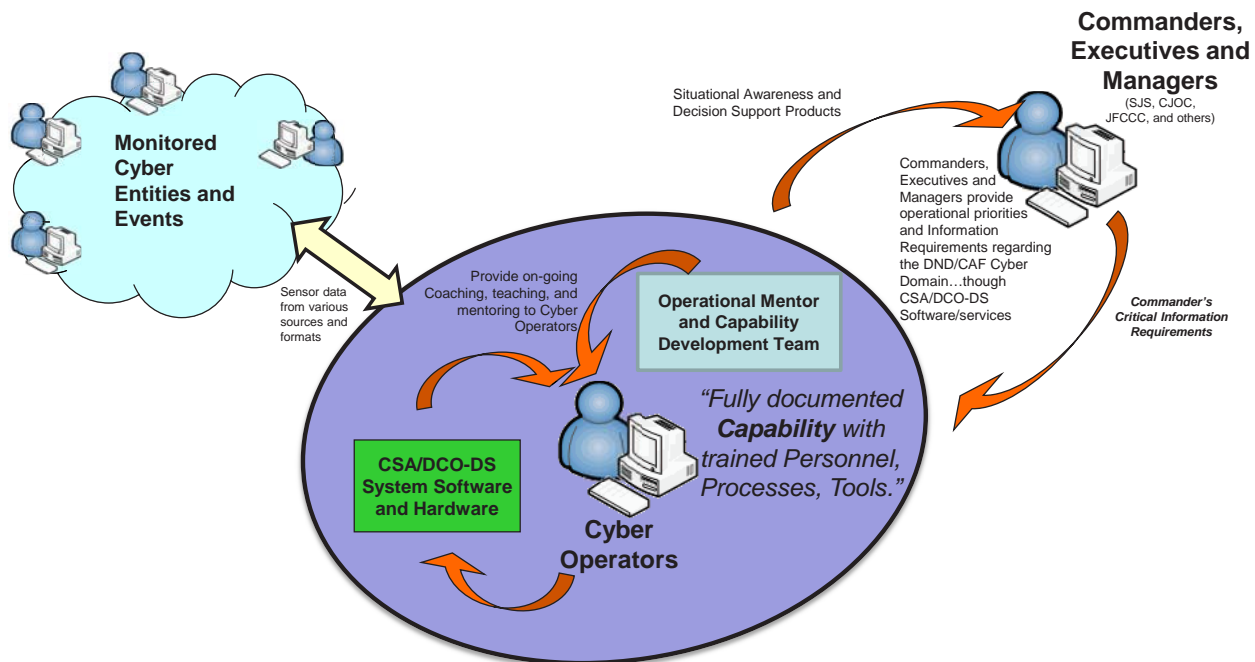 Commanders,
Executives and
Managers
(SJS, CJOC,
JFCCC, and others)
Situational Awareness and
Decision Support Products
Monitored
Cyber
Entities and
Events
Commanders,
Executives and
Managers provide
operational priorities
and Information
Requirements regarding
the DND/CAF Cyber
Domain…though
CSA/DCO-DS
Software/services
Sensor data
from various
sources and
formats
Provide on-going
Coaching, teaching, and
mentoring to Cyber
Operators
Operational Mentor
and Capability
Development Team
Commander’s
Critical Information
Requirements
“Fully documented
Capability with
trained Personnel,
Processes, Tools.”
CSA/DCO-DS
System Software
and Hardware
Cyber
Operators